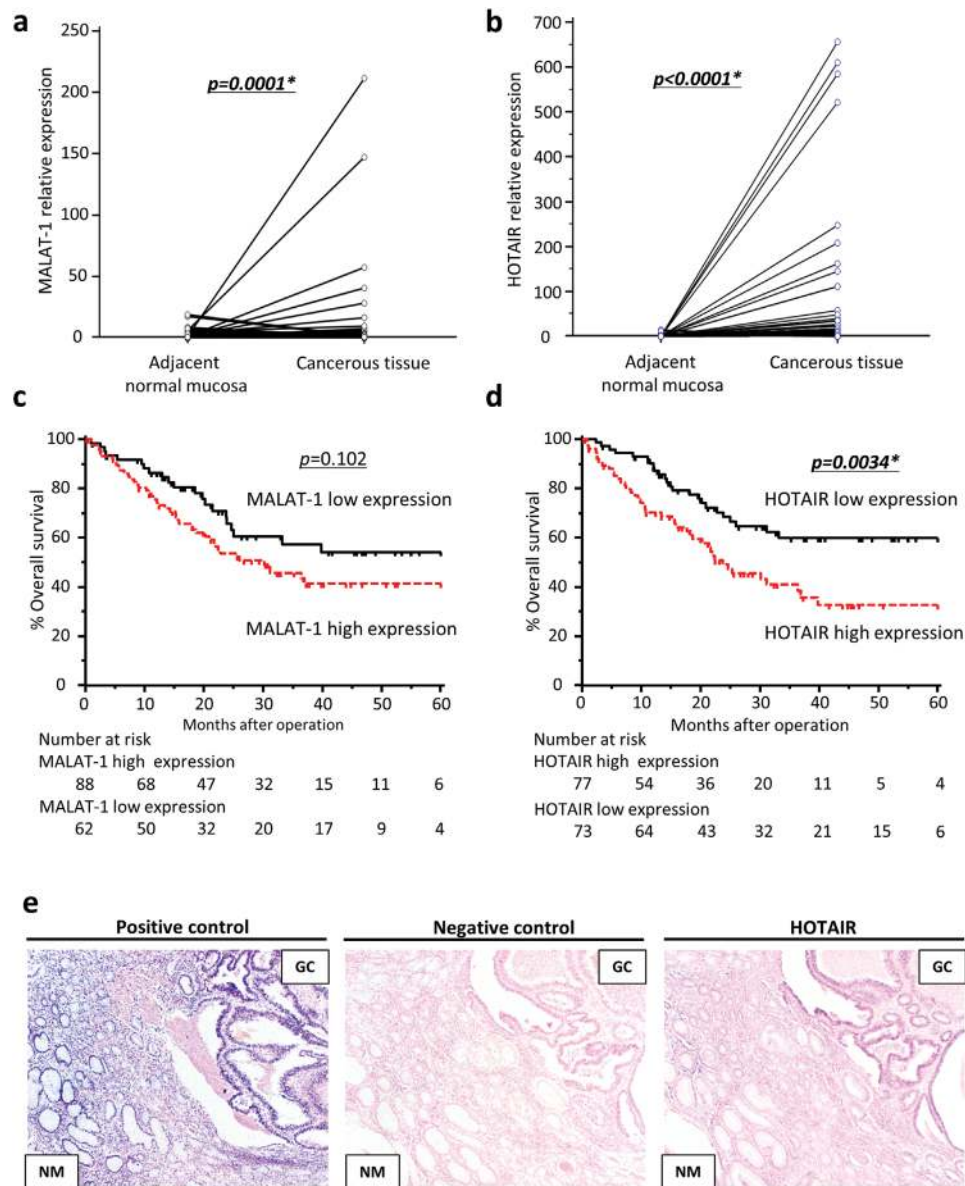 a
MALAT-1 relative expression
250
200
150
100
50
0
p=0.0001*
Adjacent
normal mucosa
Cancerous tissue
b
HOTAIR relative expression
700
600
500
400
300
200
100
0
p<0.0001*
Adjacent
normal mucosa
Cancerous tissue
c
% Overall survival
100
80
60
40
20
0
p=0.102
MALAT-1 low expression
MALAT-1 high expression
0 10 20 30 40 50 60
Months after operation
Number at risk
MALAT-1 high expression
88 68 47 32 15 11 6
MALAT-1 low expression
62 50 32 20 17 9 4
d
% Overall survival
100
80
60
40
20
0
p=0.0034*
HOTAIR low expression
HOTAIR high expression
0 10 20 30 40 50 60
Months after operation
Number at risk
HOTAIR high expression
77 54 36 20 11 5 4
HOTAIR low expression
73 64 43 32 21 15 6
e
Positive control
GC
NM
Negative control
GC
NM
HOTAIR
GC
NM